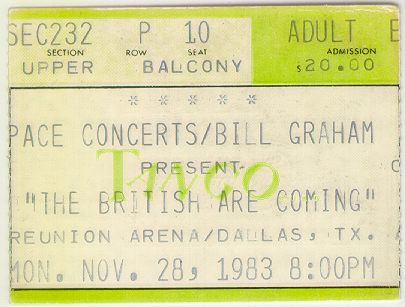 SEC232 P 10 ADULT E
SECTION ROW SEAT ADMISSION
UPPER BALCONY $20.00
* * * * *
PACE CONCERTS/BILL GRAHAM
PRESENT
TANGO
"THE BRITISH ARE COMING"
REUNION ARENA/DALLAS, TX.
MON. NOV. 28, 1983 8:00PM